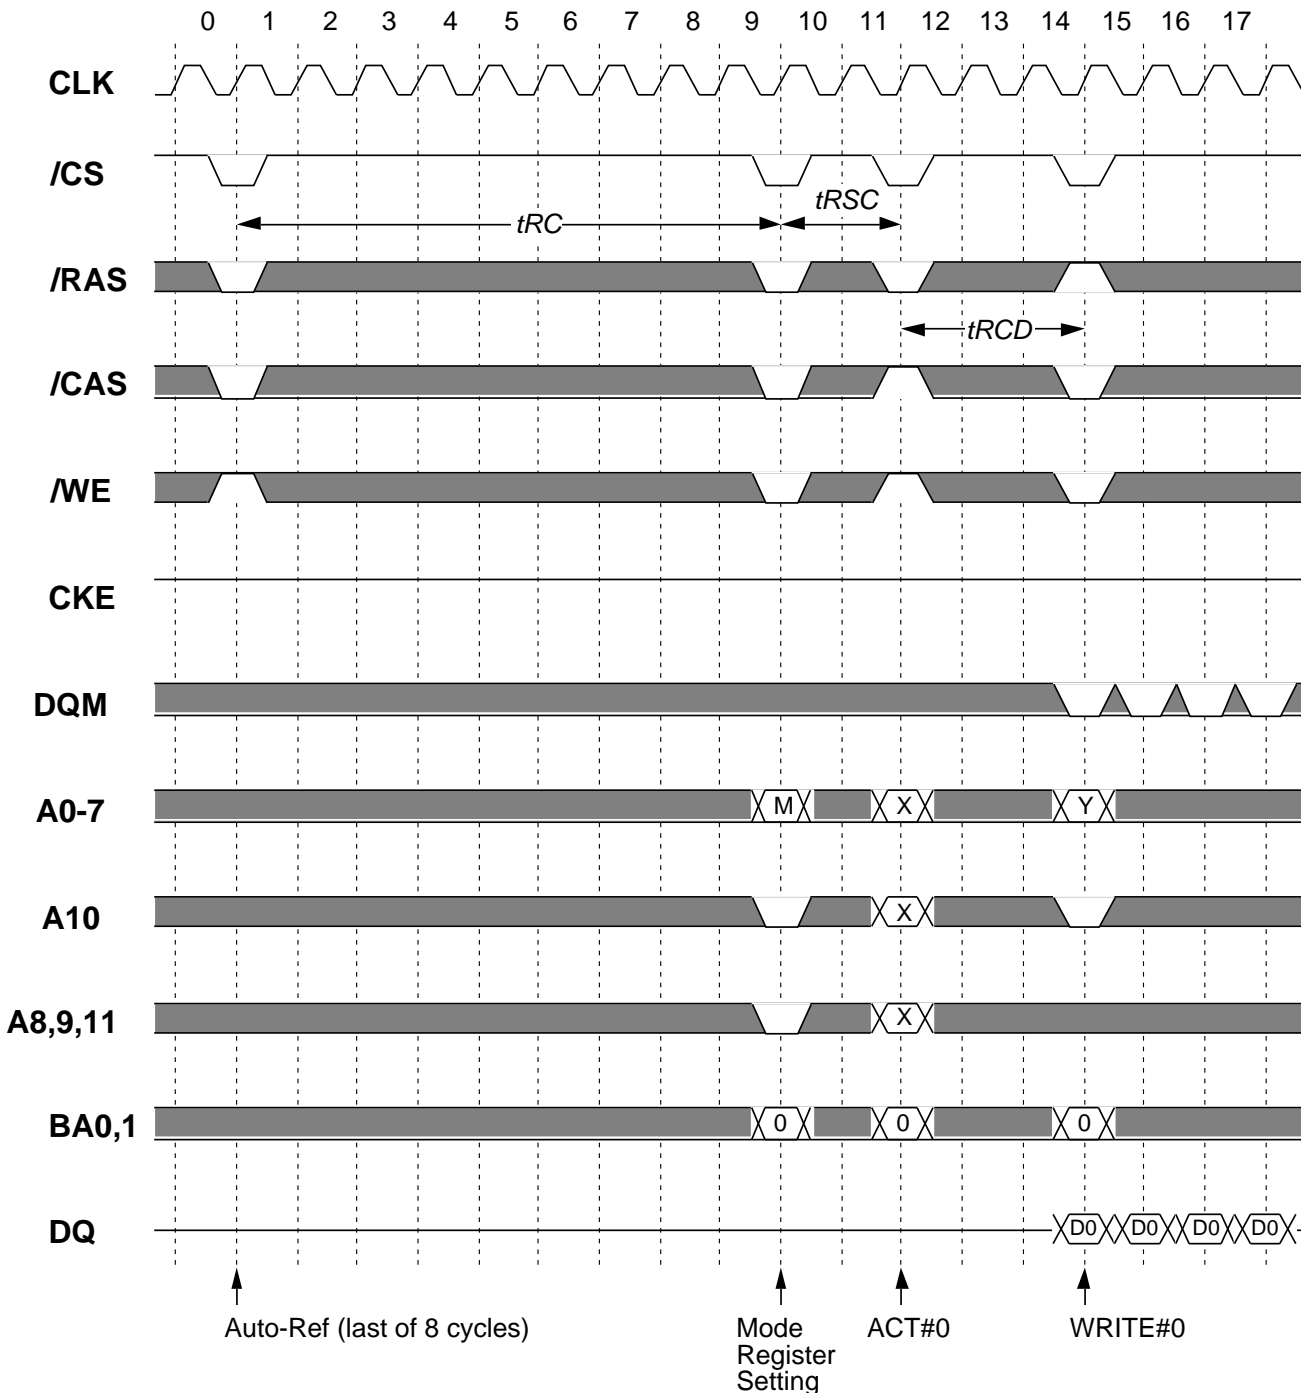 0 1 2 3 4 5 6 7 8 9 10 11 12 13 14 15 16 17
CLK
/CS
tRSC
tRC
/RAS
tRCD
/CAS
/WE
CKE
DQM
A0-7 M X Y
A10 X
A8,9,11 X
BA0,1 0 0 0
DQ D0 D0 D0 D0
Auto-Ref (last of 8 cycles)
Mode
Register
Setting
ACT#0
WRITE#0